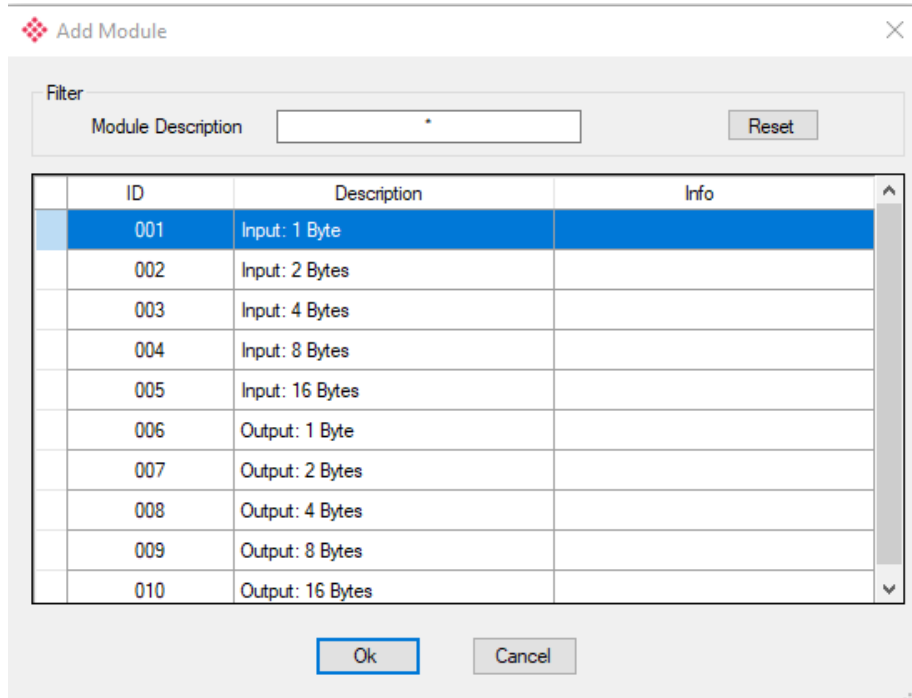 Add Module
Filter
Module Description * Reset
ID Description Info
001 Input: 1 Byte
002 Input: 2 Bytes
003 Input: 4 Bytes
004 Input: 8 Bytes
005 Input: 16 Bytes
006 Output: 1 Byte
007 Output: 2 Bytes
008 Output: 4 Bytes
009 Output: 8 Bytes
010 Output: 16 Bytes
Ok Cancel